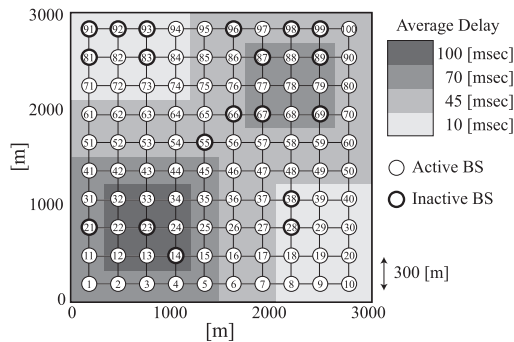 3000
2000
1000
0
[m]
91 92 93 94 95 96 97 98 99 100
81 82 83 84 85 86 87 88 89 90
71 72 73 74 75 76 77 78 79 80
61 62 63 64 65 66 67 68 69 70
51 52 53 54 55 56 57 58 59 60
41 42 43 44 45 46 47 48 49 50
31 32 33 34 35 36 37 38 39 40
21 22 23 24 25 26 27 28 29 30
11 12 13 14 15 16 17 18 19 20
1 2 3 4 5 6 7 8 9 10
0 1000 2000 3000
[m]
Average Delay
100 [msec]
70 [msec]
45 [msec]
10 [msec]
Active BS
Inactive BS
300 [m]